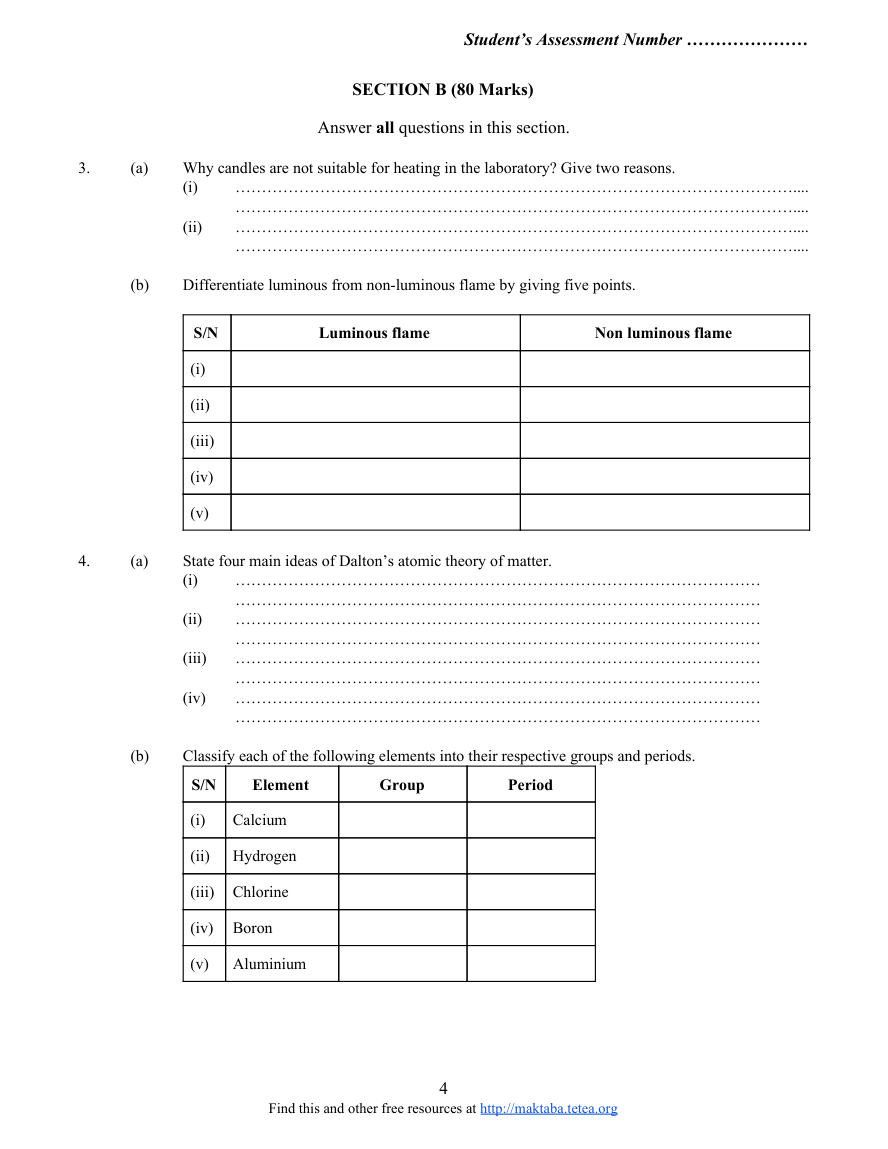 Student’s Assessment Number …………………
SECTION B (80 Marks)
Answer all questions in this section.
3. (a) Why candles are not suitable for heating in the laboratory? Give two reasons.
(i) …………………………………………………………………………………………………....
…………………………………………………………………………………………………....
(ii) …………………………………………………………………………………………………....
…………………………………………………………………………………………………....
(b) Differentiate luminous from non-luminous flame by giving five points.
S/N Luminous flame Non luminous flame
(i)
(ii)
(iii)
(iv)
(v)
4. (a) State four main ideas of Dalton’s atomic theory of matter.
(i) ……………………………………………………………………………………………
……………………………………………………………………………………………
(ii) ……………………………………………………………………………………………
……………………………………………………………………………………………
(iii) ……………………………………………………………………………………………
……………………………………………………………………………………………
(iv) ……………………………………………………………………………………………
……………………………………………………………………………………………
(b) Classify each of the following elements into their respective groups and periods.
S/N Element Group Period
(i) Calcium
(ii) Hydrogen
(iii) Chlorine
(iv) Boron
(v) Aluminium
4
Find this and other free resources at http://maktaba.tetea.org